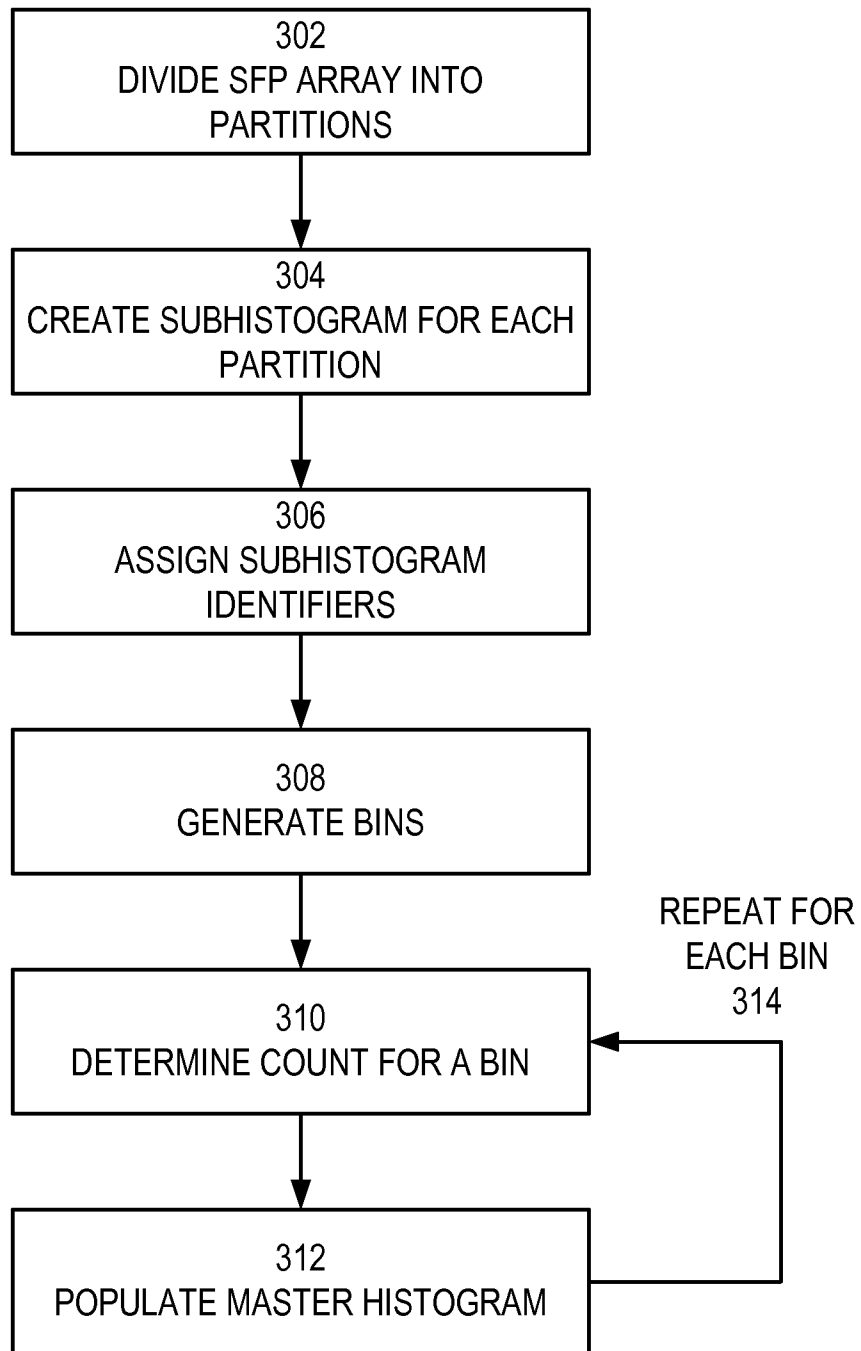 302
DIVIDE SFP ARRAY INTO
PARTITIONS
304
CREATE SUBHISTOGRAM FOR EACH
PARTITION
306
ASSIGN SUBHISTOGRAM
IDENTIFIERS
308
GENERATE BINS
REPEAT FOR
EACH BIN
314
310
DETERMINE COUNT FOR A BIN
312
POPULATE MASTER HISTOGRAM